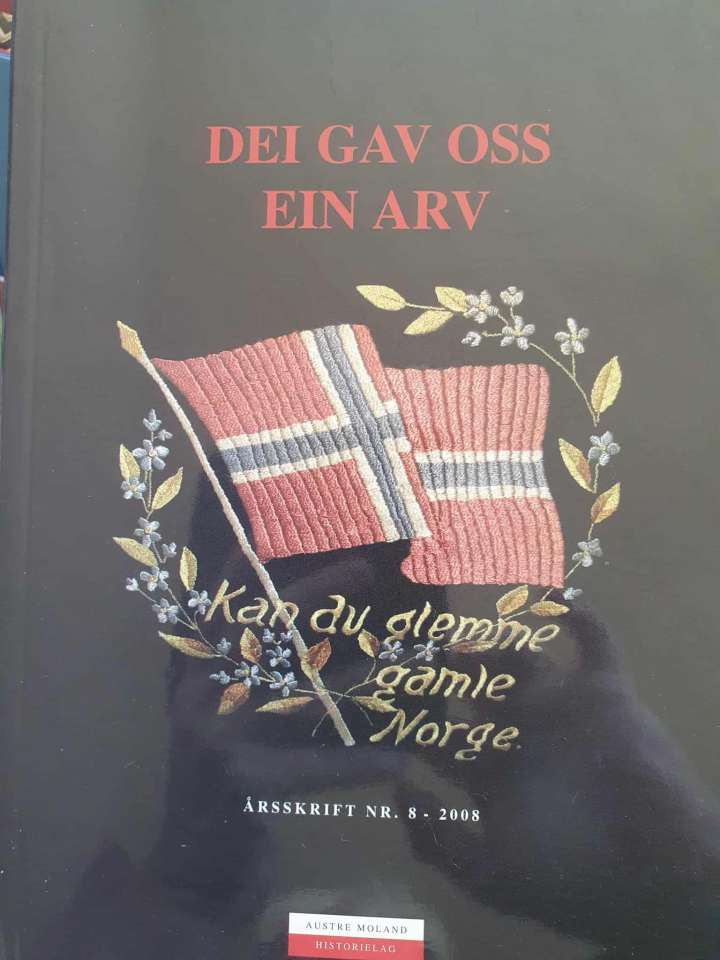 DEI GAV OSS
EIN ARV
Kan du glemme
gamle
Norge.
ÅRSSKRIFT NR. 8 - 2008
AUSTRE MOLAND
HISTORIELAG